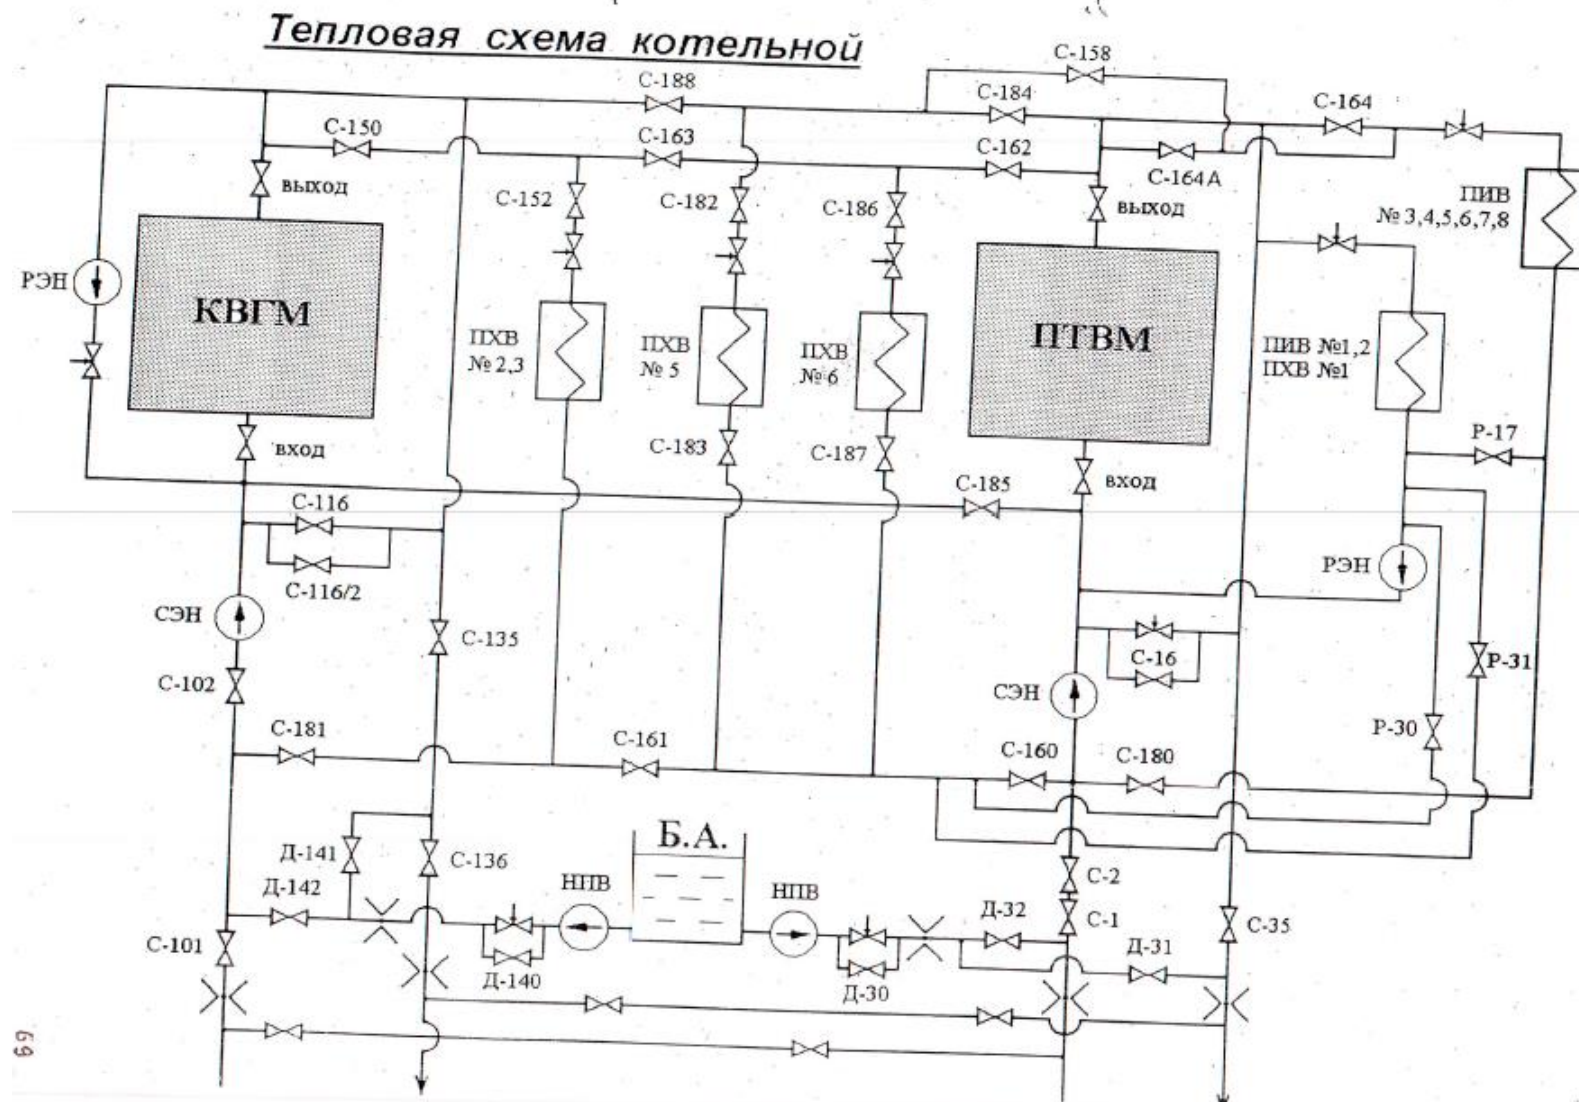 Тепловая схема котельной
С-158
С-188
С-184
С-164
С-150
С-163
С-162
С-164А
выход
С-152
С-182
С-186
выход
ПИВ
№ 3,4,5,6,7,8
РЭН
КВГМ
ПХВ
№ 2,3
ПХВ
№ 5
ПХВ
№ 6
ПТВМ
ПИВ №1,2
ПХВ №1
вход
С-183
С-187
Р-17
С-185
вход
С-116
С-116/2
РЭН
СЭН
С-135
С-16
Р-31
С-102
СЭН
Р-30
С-181
С-161
С-160
С-180
Б.А.
Д-141
С-136
Д-142
НПВ
НПВ
С-2
Д-32
С-1
С-35
С-101
Д-140
Д-30
Д-31
69